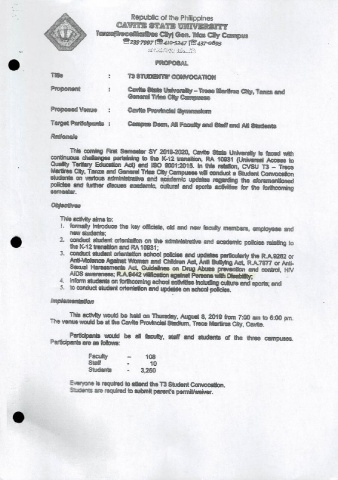 Republic of the Philippines
CAVITE STATE UNIVERSITY
Tanza|Trece Martires City| Gen. Trias City Campus
PROPOSAL
Title : T3 STUDENTS' CONVOCATION
Proponent : Cavite State University – Trece Martires City, Tanza and
General Trias City Campuses
Proposed Venue : Cavite Provincial Gymnasium
Target Participants : Campus Dean, All Faculty and Staff and All Students
Rationale
This coming First Semester SY 2019-2020, Cavite State University is faced with
continuous challenges pertaining to the K-12 transition, RA 10931 (Universal Access to
Quality Tertiary Education Act) and ISO 9001:2015. In this relation, CVSU T3 – Trece
Martires City, Tanza and General Trias City Campuses will conduct a Student Convocation
students on various administrative and academic updates regarding the aforementioned
policies and further discuss academic, cultural and sports activities for the forthcoming
semester.
Objectives
This activity aims to:
1. formally introduce the key officials, old and new faculty members, employees and
new students;
2. conduct student orientation on the administrative and academic policies relating to
the K-12 transition and RA 10931;
3. conduct student orientation school policies and updates particularly the R.A.9262 or
Anti-Violence Against Women and Children Act, Anti Bullying Act, R.A.7877 or Anti-
Sexual Harassments Act, Guidelines on Drug Abuse prevention and control, HIV
AIDS awareness; R.A.9442 vilification against Persons with Disability;
4. inform students on forthcoming school activities including culture and sports; and
5. to conduct student orientation and updates on school policies.
Implementation
This activity would be held on Thursday, August 8, 2019 from 7:00 am to 6:00 pm.
The venue would be at the Cavite Provincial Stadium, Trece Martires City, Cavite.
Participants would be all faculty, staff and students of the three campuses.
Participants are as follows:
Faculty – 108
Staff - 10
Students - 3,250
Everyone is required to attend the T3 Student Convocation.
Students are required to submit parent's permit/waiver.